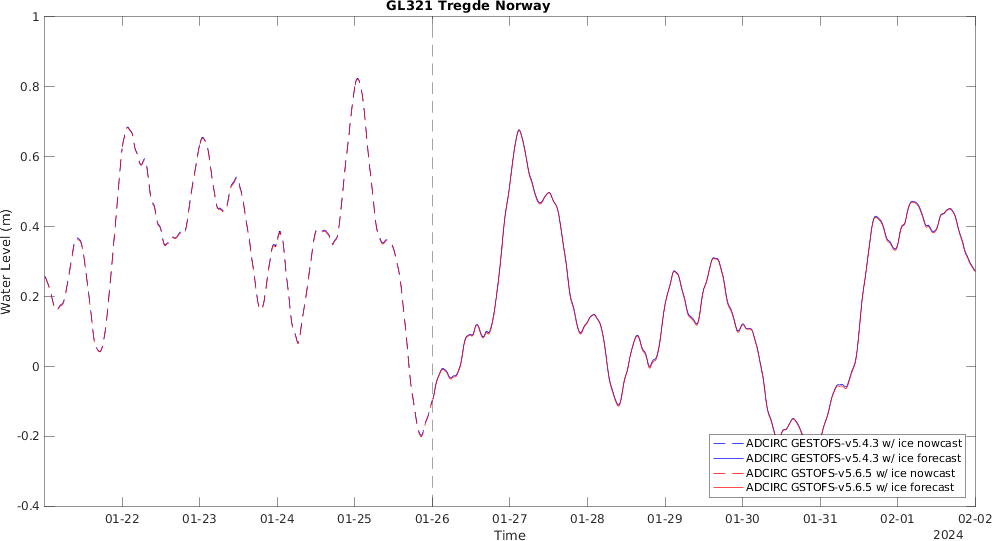 GL321 Tregde Norway
Water Level (m)
1
0.8
0.6
0.4
0.2
0
-0.2
-0.4
ADCIRC GESTOFS-v5.4.3 w/ ice nowcast
ADCIRC GESTOFS-v5.4.3 w/ ice forecast
ADCIRC GSTOFS-v5.6.5 w/ ice nowcast
ADCIRC GSTOFS-v5.6.5 w/ ice forecast
01-22 01-23 01-24 01-25 01-26 01-27 01-28 01-29 01-30 01-31 02-01 02-02
Time
2024